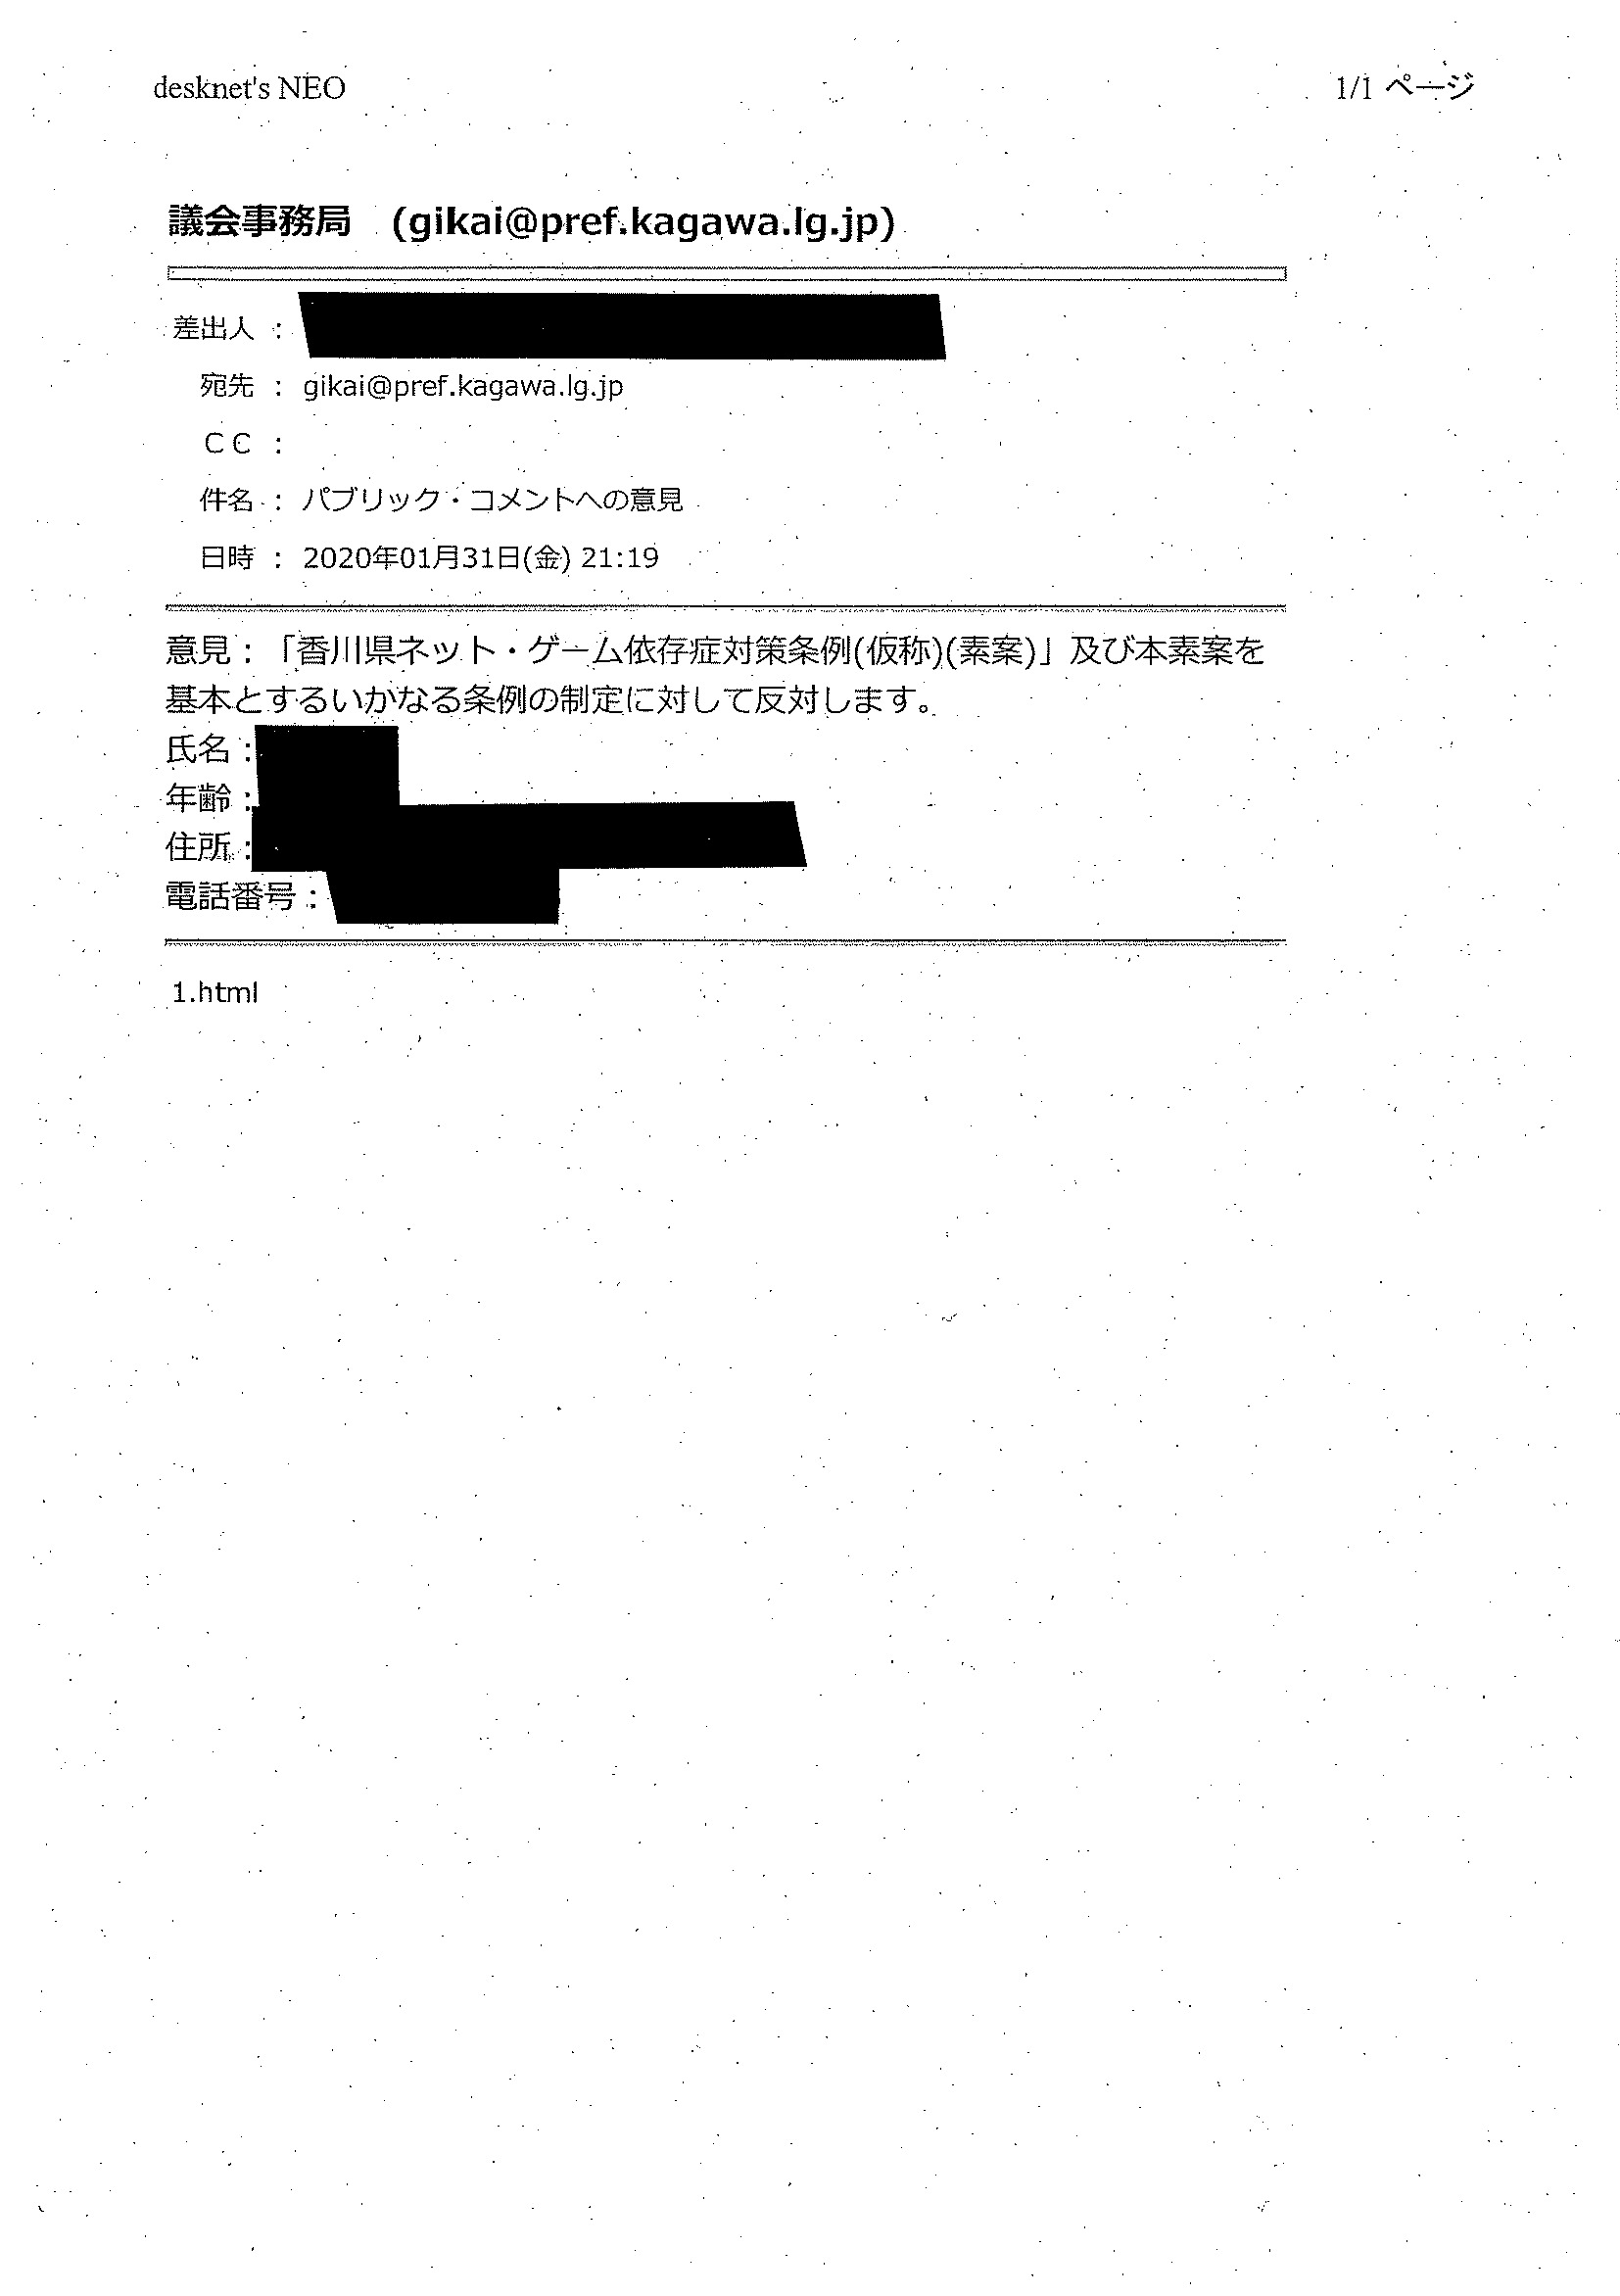 desknet's NEO
1/1 ページ
議会事務局　(gikai@pref.kagawa.lg.jp)
差出人 :
宛先 : gikai@pref.kagawa.lg.jp
ＣＣ :
件名 : パブリック・コメントへの意見
日時 : 2020年01月31日(金) 21:19
意見：「香川県ネット・ゲーム依存症対策条例(仮称)(素案)」及び本素案を
基本とするいかなる条例の制定に対して反対します。
氏名：
年齢：
住所：
電話番号：
1.html